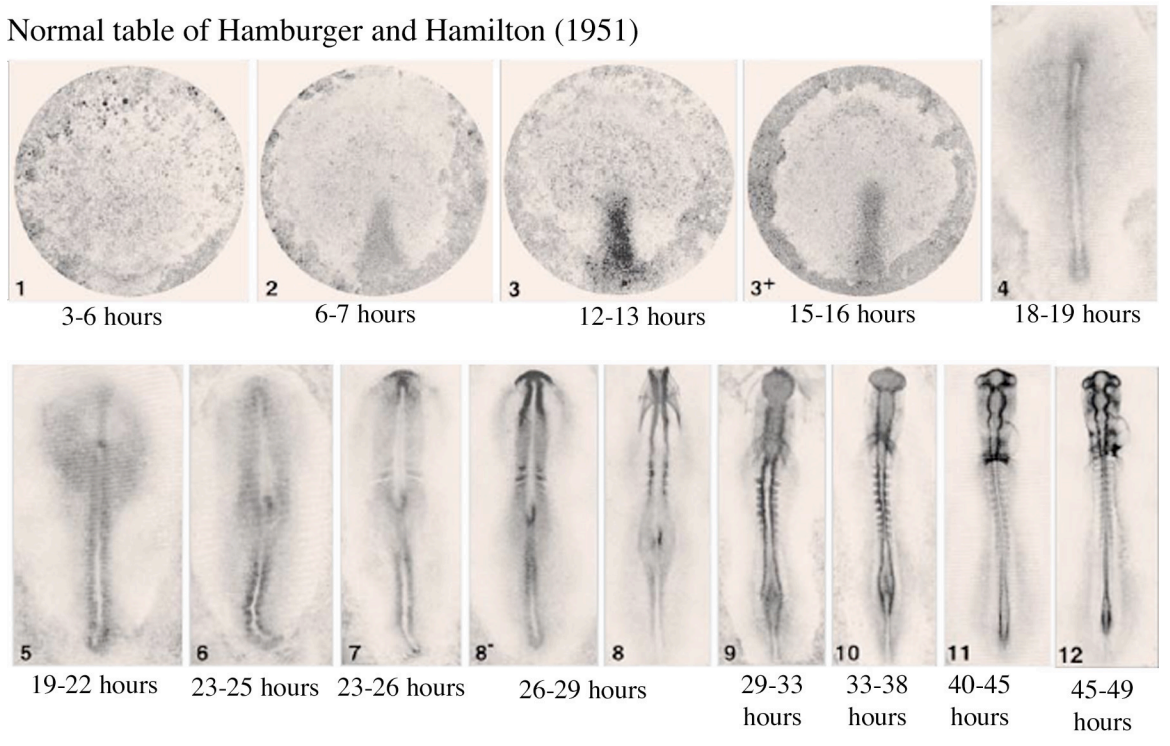 Normal table of Hamburger and Hamilton (1951)
1
2
3
3+
4
3-6 hours
6-7 hours
12-13 hours
15-16 hours
18-19 hours
5
6
7
8-
8
9
10
11
12
19-22 hours
23-25 hours
23-26 hours
26-29 hours
29-33
hours
33-38
hours
40-45
hours
45-49
hours